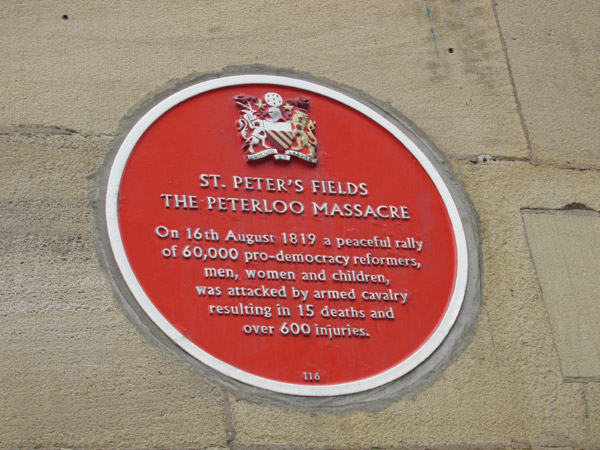 ST. PETER'S FIELDS
THE PETERLOO MASSACRE
On 16th August 1819 a peaceful rally
of 60,000 pro-democracy reformers,
men, women and children,
was attacked by armed cavalry
resulting in 15 deaths and
over 600 injuries.
116